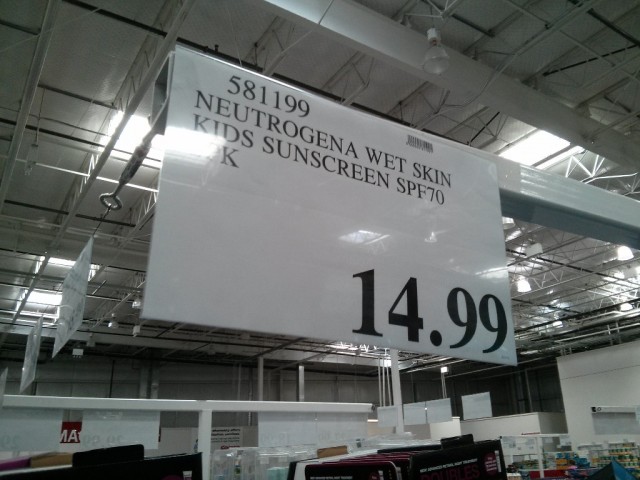 581199
NEUTROGENA WET SKIN
KIDS SUNSCREEN SPF70
K
14.99